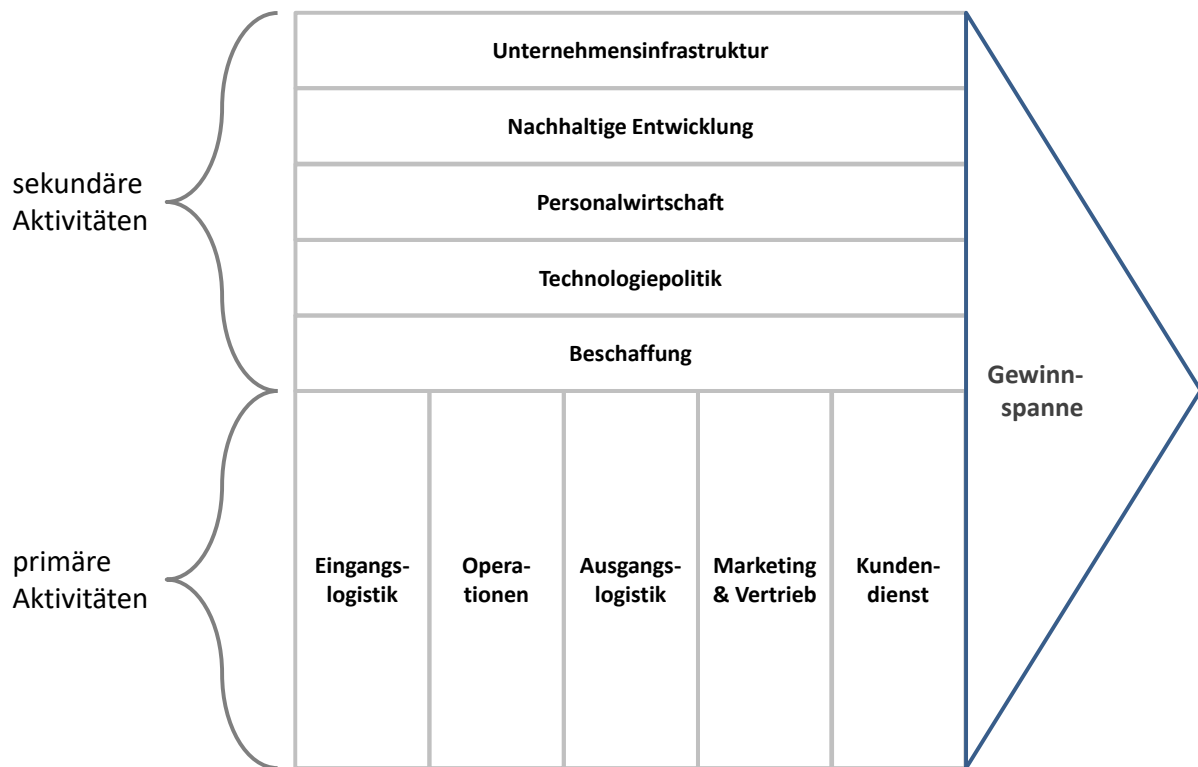 Unternehmensinfrastruktur
Nachhaltige Entwicklung
sekundäre
Aktivitäten
Personalwirtschaft
Technologiepolitik
Beschaffung
Gewinn-
spanne
primäre
Aktivitäten
Eingangs-
logistik
Opera-
tionen
Ausgangs-
logistik
Marketing
& Vertrieb
Kunden-
dienst